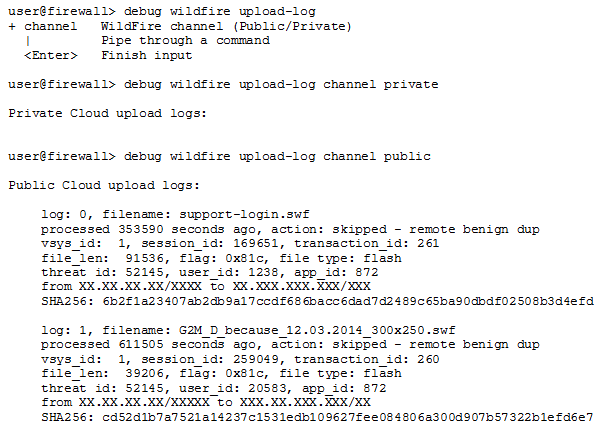 user@firewall> debug wildfire upload-log
+ channel   WildFire channel (Public/Private)
  |         Pipe through a command
  <Enter>   Finish input
user@firewall> debug wildfire upload-log channel private
Private Cloud upload logs:
user@firewall> debug wildfire upload-log channel public
Public Cloud upload logs:
log: 0, filename: support-login.swf
processed 353590 seconds ago, action: skipped - remote benign dup
vsys_id:  1, session_id: 169651, transaction_id: 261
file_len:  91536, flag: 0x81c, file type: flash
threat id: 52145, user_id: 1238, app_id: 872
from XX.XX.XX.XX/XXXX to XX.XXX.XXX.XXX/XXX
SHA256: 6b2f1a23407ab2db9a17ccdf686bacc6dad7d2489c65ba90dbdf02508b3d4efd
log: 1, filename: G2M_D_because_12.03.2014_300x250.swf
processed 611505 seconds ago, action: skipped - remote benign dup
vsys_id:  1, session_id: 259049, transaction_id: 260
file_len:  39206, flag: 0x81c, file type: flash
threat id: 52145, user_id: 20583, app_id: 872
from XX.XX.XX.XX/XXXXX to XXX.XXX.XXX.XXX/XX
SHA256: cd52d1b7a7521a14237c1531edb109627fee084806a300d907b57322b1efd6e7